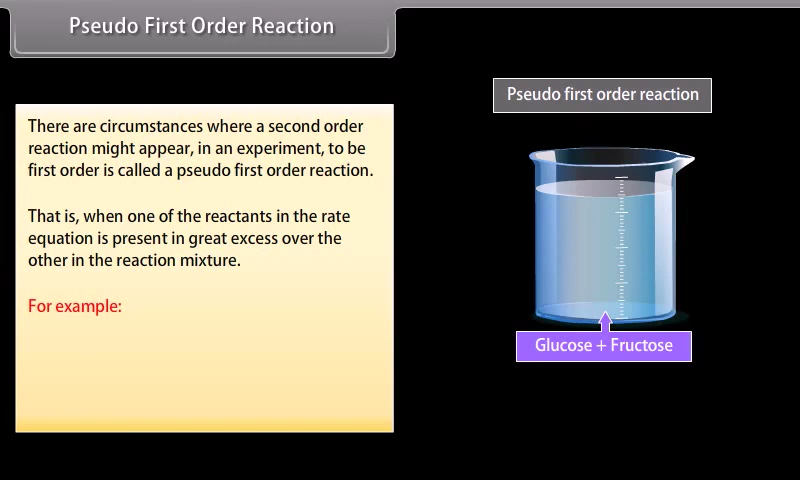 Pseudo First Order Reaction
There are circumstances where a second order
reaction might appear, in an experiment, to be
first order is called a pseudo first order reaction.
That is, when one of the reactants in the rate
equation is present in great excess over the
other in the reaction mixture.
For example:
Pseudo first order reaction
Glucose + Fructose